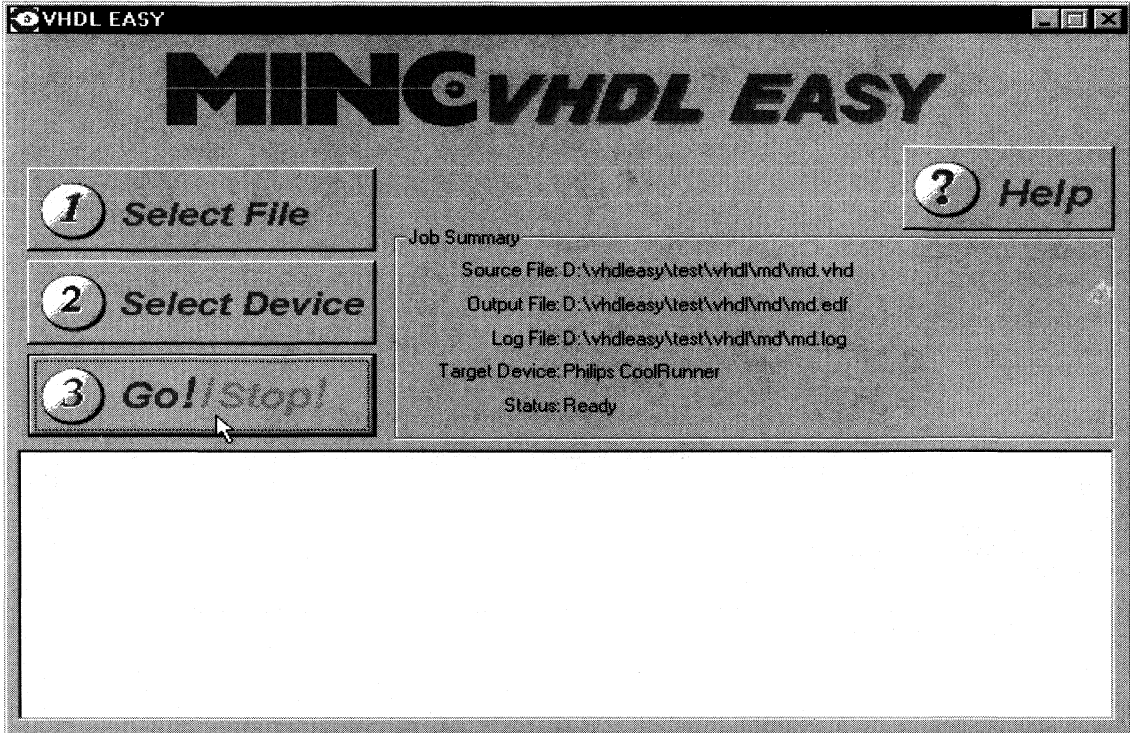 VHDL EASY
MINC VHDL EASY
1 Select File
? Help
2 Select Device
3 Go!/Stop!
Job Summary
Source File: D:\vhdleasy\test\vhdl\md\md.vhd
Output File: D:\vhdleasy\test\vhdl\md\md.edf
Log File: D:\vhdleasy\test\vhdl\md\md.log
Target Device: Philips CoolRunner
Status: Ready